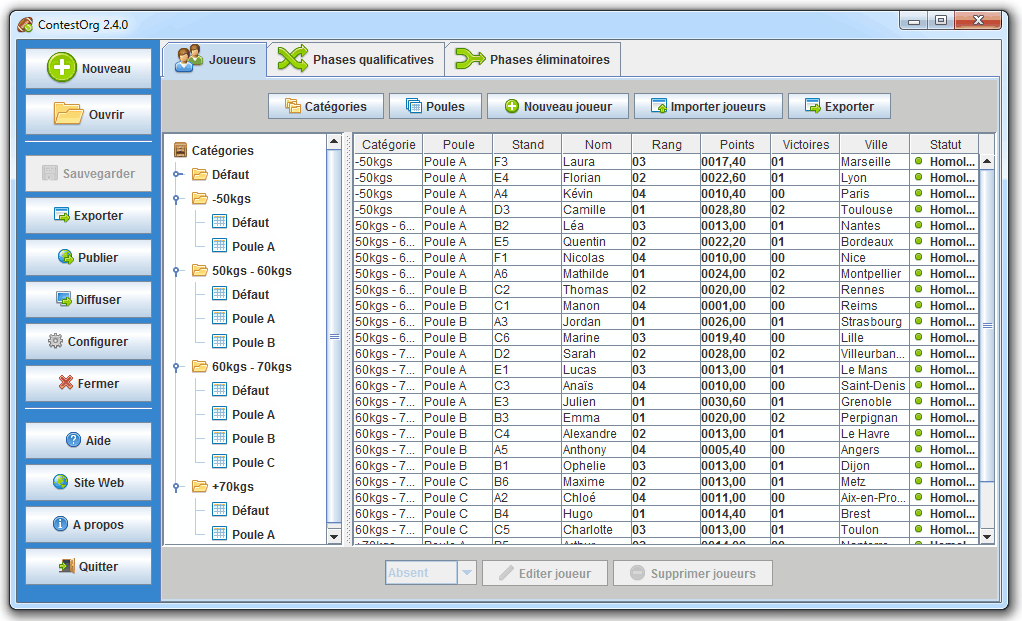 ContestOrg 2.4.0
Nouveau
Ouvrir
Sauvegarder
Exporter
Publier
Diffuser
Configurer
Fermer
Aide
Site Web
A propos
Quitter
Joueurs Phases qualificatives Phases éliminatoires
Catégories Poules Nouveau joueur Importer joueurs Exporter
Catégories
Défaut
-50kgs
Défaut
Poule A
50kgs - 60kgs
Défaut
Poule A
Poule B
60kgs - 70kgs
Défaut
Poule A
Poule B
Poule C
+70kgs
Défaut
Poule A
Catégorie Poule Stand Nom Rang Points Victoires Ville Statut
-50kgs Poule A F3 Laura 03 0017,40 01 Marseille Homol...
-50kgs Poule A E4 Florian 02 0022,60 01 Lyon Homol...
-50kgs Poule A A4 Kévin 04 0010,40 00 Paris Homol...
-50kgs Poule A D3 Camille 01 0028,80 02 Toulouse Homol...
50kgs - 6... Poule A B2 Léa 03 0013,00 01 Nantes Homol...
50kgs - 6... Poule A E5 Quentin 02 0022,20 01 Bordeaux Homol...
50kgs - 6... Poule A F1 Nicolas 04 0010,00 00 Nice Homol...
50kgs - 6... Poule A A6 Mathilde 01 0024,00 02 Montpellier Homol...
50kgs - 6... Poule B C2 Thomas 02 0020,00 02 Rennes Homol...
50kgs - 6... Poule B C1 Manon 04 0001,00 00 Reims Homol...
50kgs - 6... Poule B A3 Jordan 01 0026,00 01 Strasbourg Homol...
50kgs - 6... Poule B C6 Marine 03 0019,40 00 Lille Homol...
60kgs - 7... Poule A D2 Sarah 02 0028,00 02 Villeurban... Homol...
60kgs - 7... Poule A E1 Lucas 03 0013,00 01 Le Mans Homol...
60kgs - 7... Poule A C3 Anaïs 04 0010,00 00 Saint-Denis Homol...
60kgs - 7... Poule A E3 Julien 01 0030,60 01 Grenoble Homol...
60kgs - 7... Poule B B3 Emma 01 0020,00 02 Perpignan Homol...
60kgs - 7... Poule B C4 Alexandre 02 0013,00 01 Le Havre Homol...
60kgs - 7... Poule B A5 Anthony 04 0005,40 00 Angers Homol...
60kgs - 7... Poule B B1 Ophelie 03 0013,00 01 Dijon Homol...
60kgs - 7... Poule C B6 Maxime 02 0013,00 01 Metz Homol...
60kgs - 7... Poule C A2 Chloé 04 0011,00 00 Aix-en-Pro... Homol...
60kgs - 7... Poule C B4 Hugo 01 0014,40 01 Brest Homol...
60kgs - 7... Poule C C5 Charlotte 03 0013,00 01 Toulon Homol...
Absent Editer joueur Supprimer joueurs